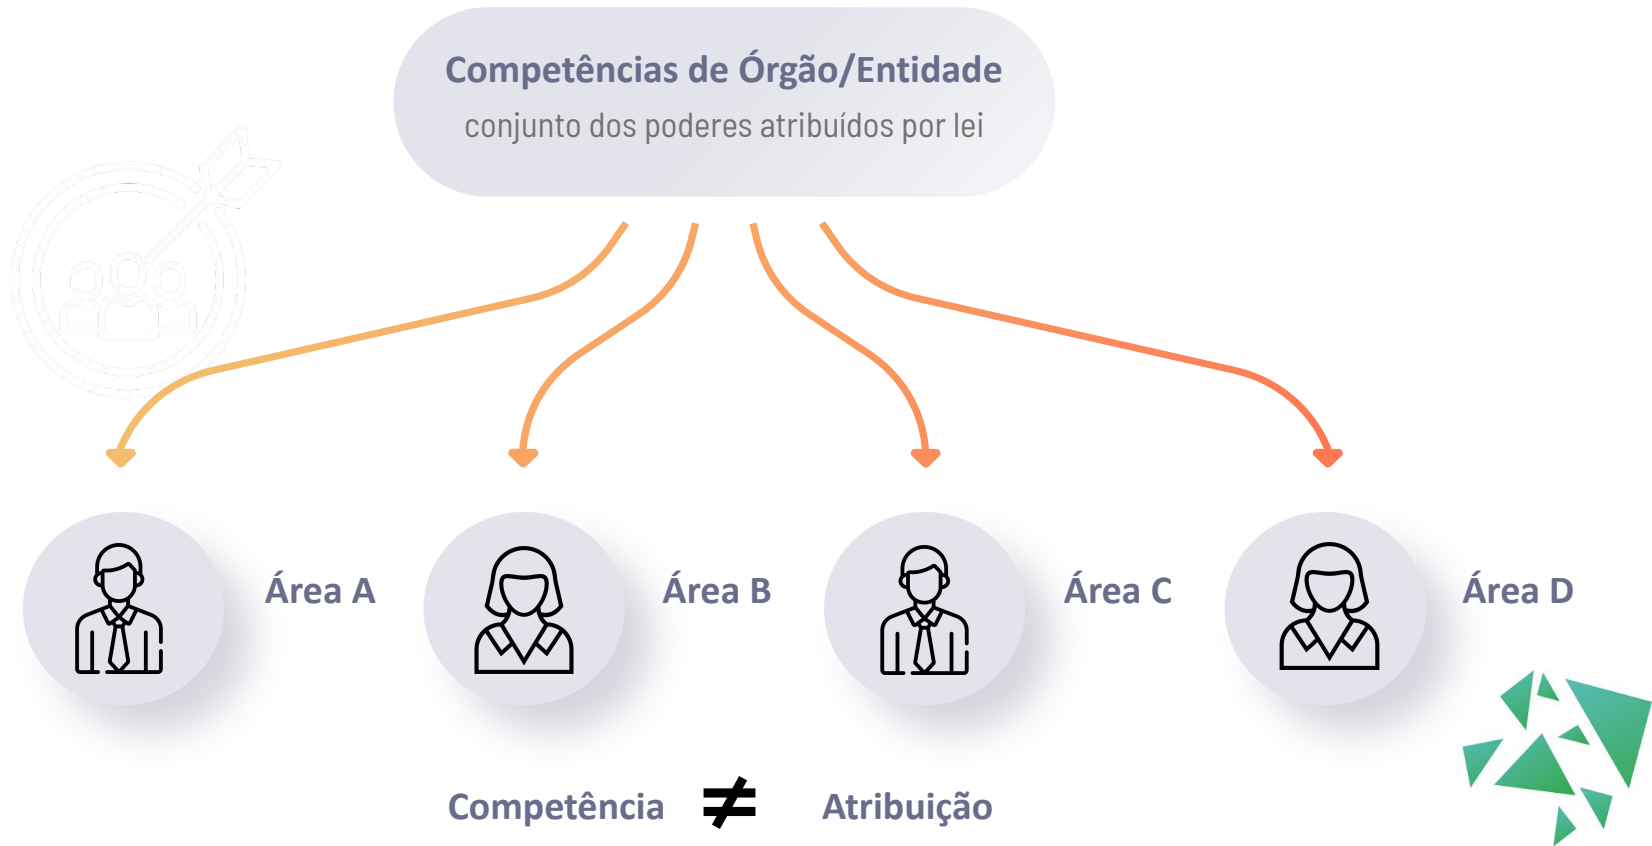 Competências de Órgão/Entidade
conjunto dos poderes atribuídos por lei
Área A
Área B
Área C
Área D
Competência ≠ Atribuição